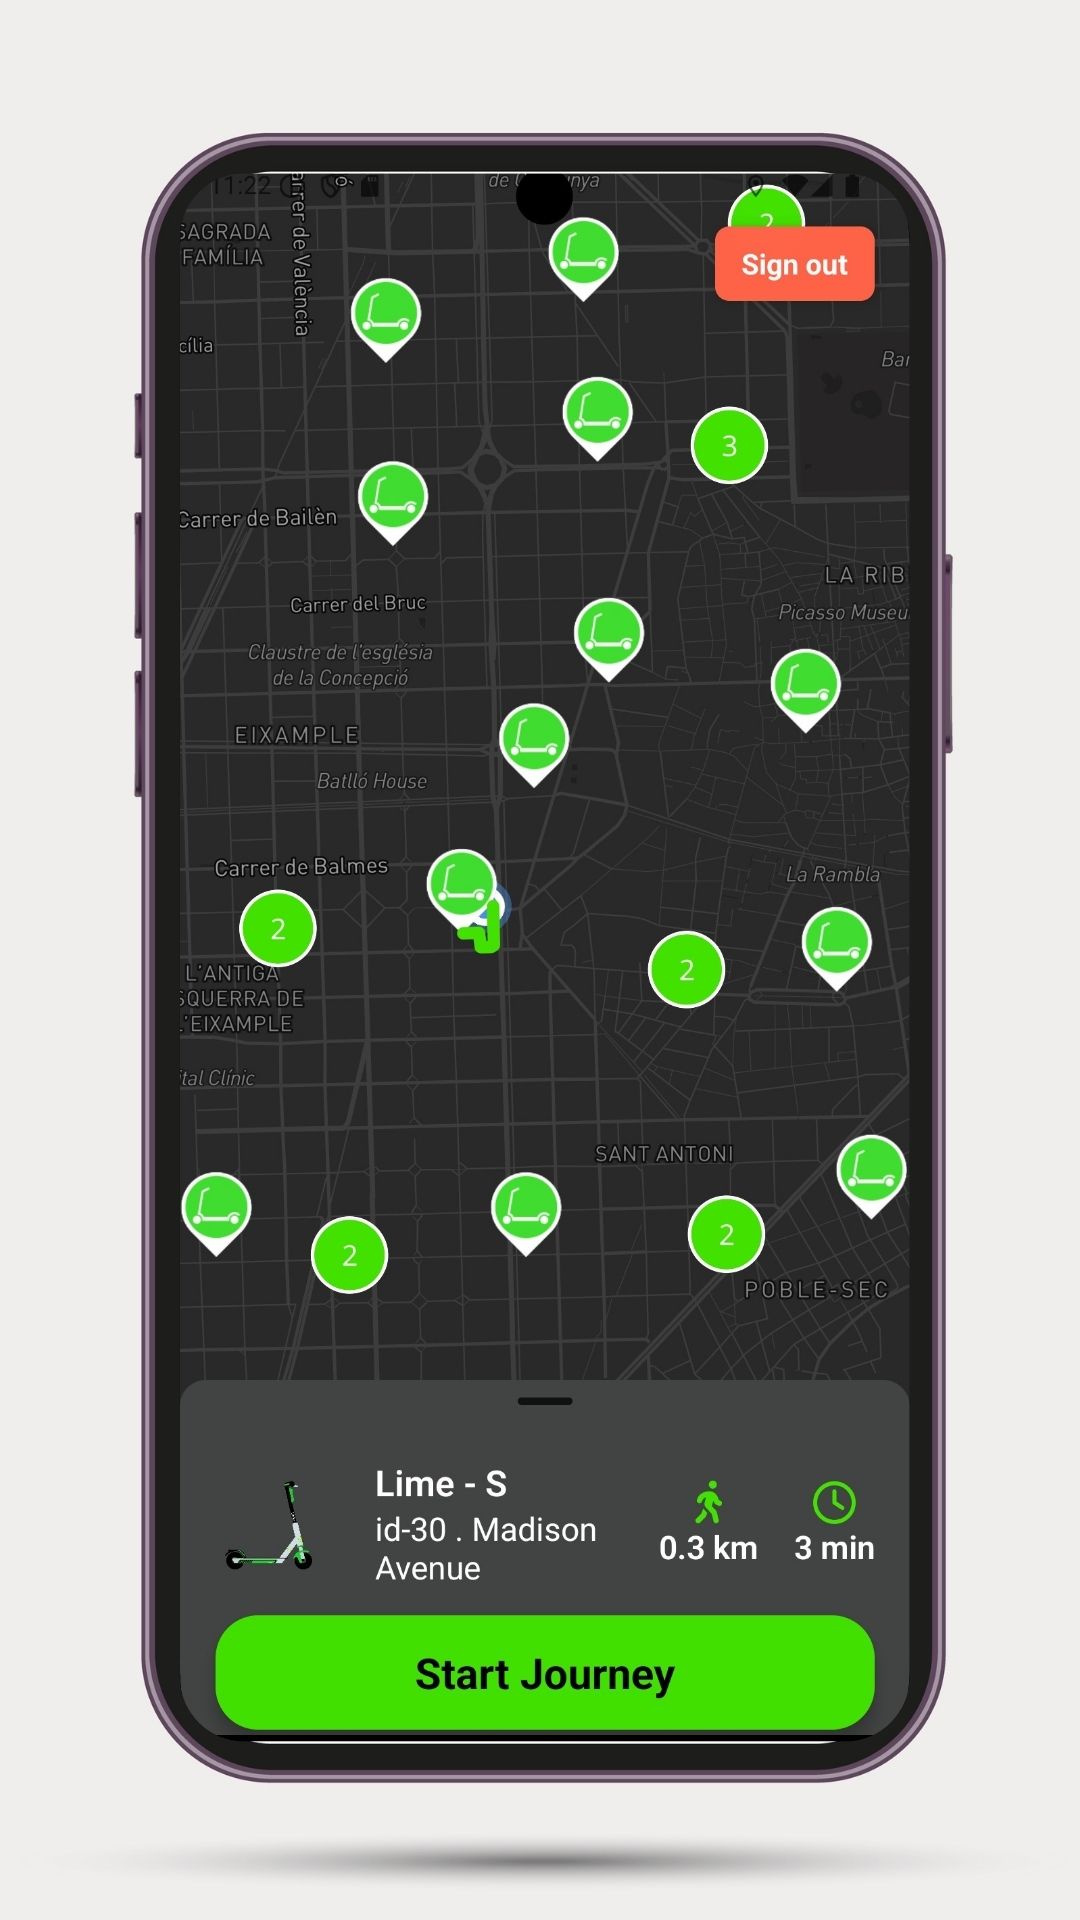 11:22
de
nya
2
SAGRADA
FAMÍLIA
Sign out
arrer de València
cília
Bar
3
Carrer de Bailèn
LA RIB
Carrer del Bruc
Picasso Museu
Claustre de l'església
de la Concepció
EIXAMPLE
Batlló House
Carrer de Balmes
La Rambla
2
2
L'ANTIGA
SQUERRA DE
L'EIXAMPLE
ital Clínic
SANT ANTONI
2
2
POBLE-SEC
Lime - S
id-30 . Madison
Avenue
0.3 km
3 min
Start Journey